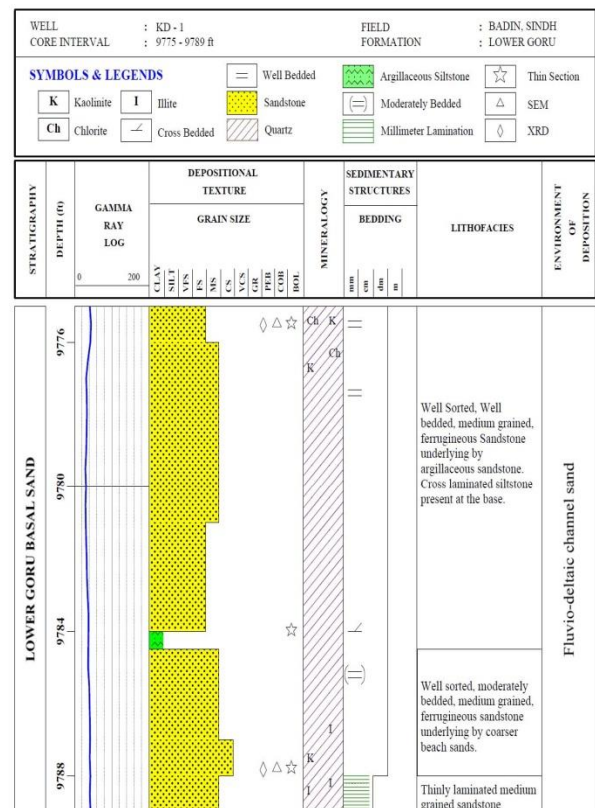 WELL : KD - 1 FIELD : BADIN, SINDH
CORE INTERVAL : 9775 - 9789 ft FORMATION : LOWER GORU
SYMBOLS & LEGENDS
K Kaolinite I Illite Well Bedded Argillaceous Siltstone Thin Section
Sandstone Moderately Bedded SEM
Ch Chlorite Cross Bedded Quartz Millimeter Lamination XRD
STRATIGRAPHY
DEPTH (ft)
GAMMA
RAY
LOG
0 200
DEPOSITIONAL
TEXTURE
GRAIN SIZE
CLAY
SILT
VFS
FS
MS
CS
VCS
GR
PEB
COB
BOL
MINERALOGY
SEDIMENTARY
STRUCTURES
BEDDING
mm
cm
dm
m
LITHOFACIES
ENVIRONMENT
OF
DEPOSITION
LOWER GORU BASAL SAND
9776
9780
9784
9788
Ch K
Ch
K
I
K
I
I
Well Sorted, Well
bedded, medium grained,
ferrugineous Sandstone
underlying by
argillaceous sandstone.
Cross laminated siltstone
present at the base.
Well sorted, moderately
bedded, medium grained,
ferrugineous sandstone
underlying by coarser
beach sands.
Thinly laminated medium
grained sandstone
Fluvio-deltaic channel sand